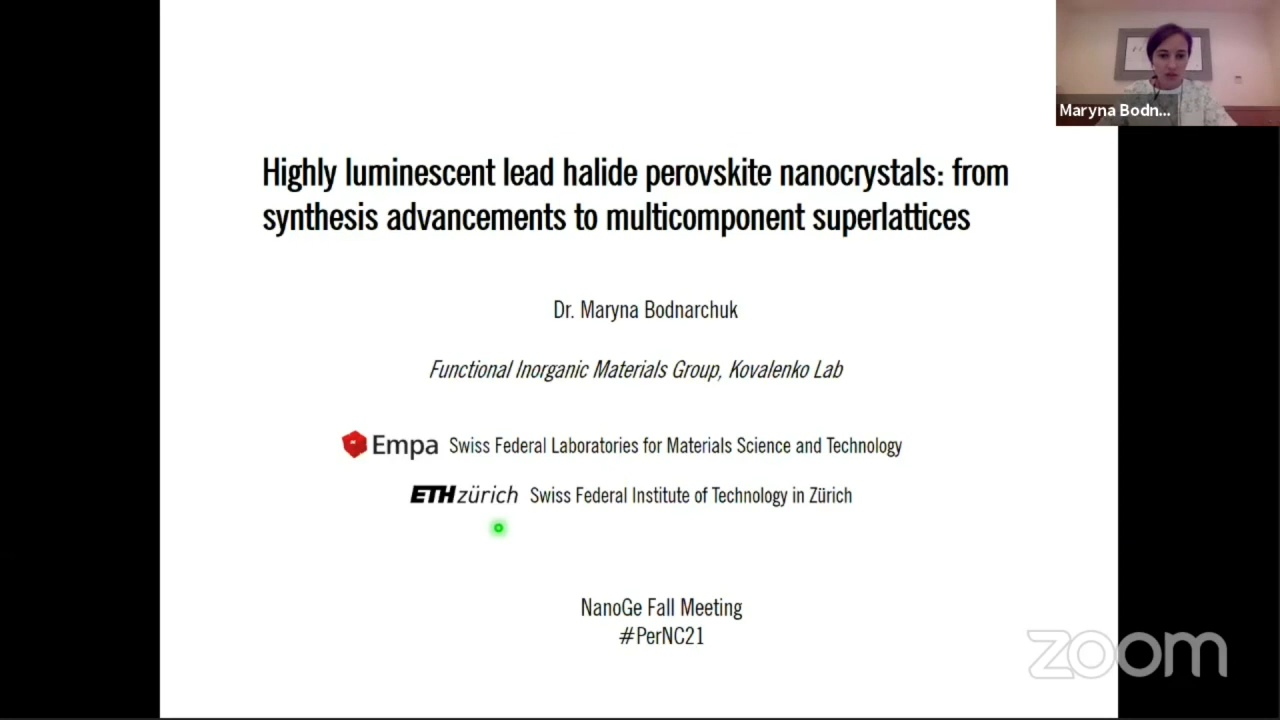 Maryna Bodn...
Highly luminescent lead halide perovskite nanocrystals: from
synthesis advancements to multicomponent superlattices
Dr. Maryna Bodnarchuk
Functional Inorganic Materials Group, Kovalenko Lab
Empa Swiss Federal Laboratories for Materials Science and Technology
ETH zürich Swiss Federal Institute of Technology in Zürich
NanoGe Fall Meeting
#PerNC21
zoom